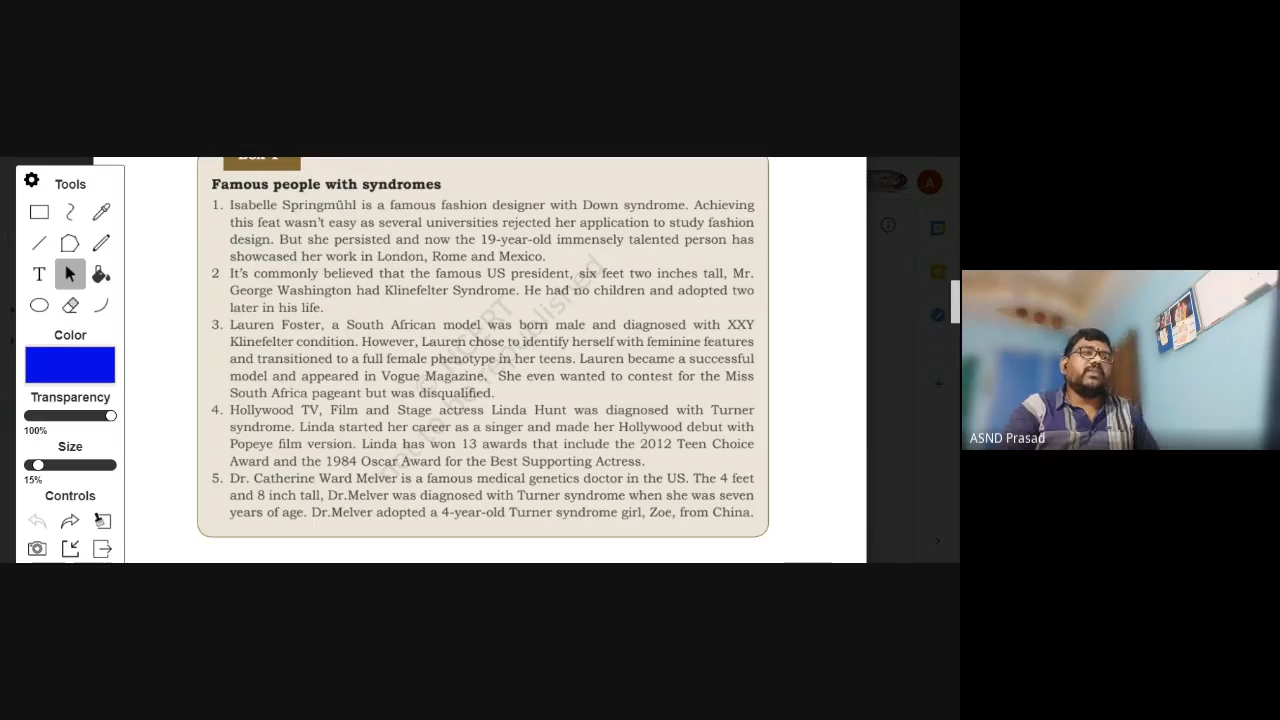 Box 1
Tools
Color
Transparency
100%
Size
15%
Controls
Famous people with syndromes
1. Isabelle Springmühl is a famous fashion designer with Down syndrome. Achieving
this feat wasn't easy as several universities rejected her application to study fashion
design. But she persisted and now the 19-year-old immensely talented person has
showcased her work in London, Rome and Mexico.
2 It's commonly believed that the famous US president, six feet two inches tall, Mr.
George Washington had Klinefelter Syndrome. He had no children and adopted two
later in his life.
3. Lauren Foster, a South African model was born male and diagnosed with XXY
Klinefelter condition. However, Lauren chose to identify herself with feminine features
and transitioned to a full female phenotype in her teens. Lauren became a successful
model and appeared in Vogue Magazine. She even wanted to contest for the Miss
South Africa pageant but was disqualified.
4. Hollywood TV, Film and Stage actress Linda Hunt was diagnosed with Turner
syndrome. Linda started her career as a singer and made her Hollywood debut with
Popeye film version. Linda has won 13 awards that include the 2012 Teen Choice
Award and the 1984 Oscar Award for the Best Supporting Actress.
5. Dr. Catherine Ward Melver is a famous medical genetics doctor in the US. The 4 feet
and 8 inch tall, Dr.Melver was diagnosed with Turner syndrome when she was seven
years of age. Dr.Melver adopted a 4-year-old Turner syndrome girl, Zoe, from China.
© NCERT
not to be republished
A
ASND Prasad